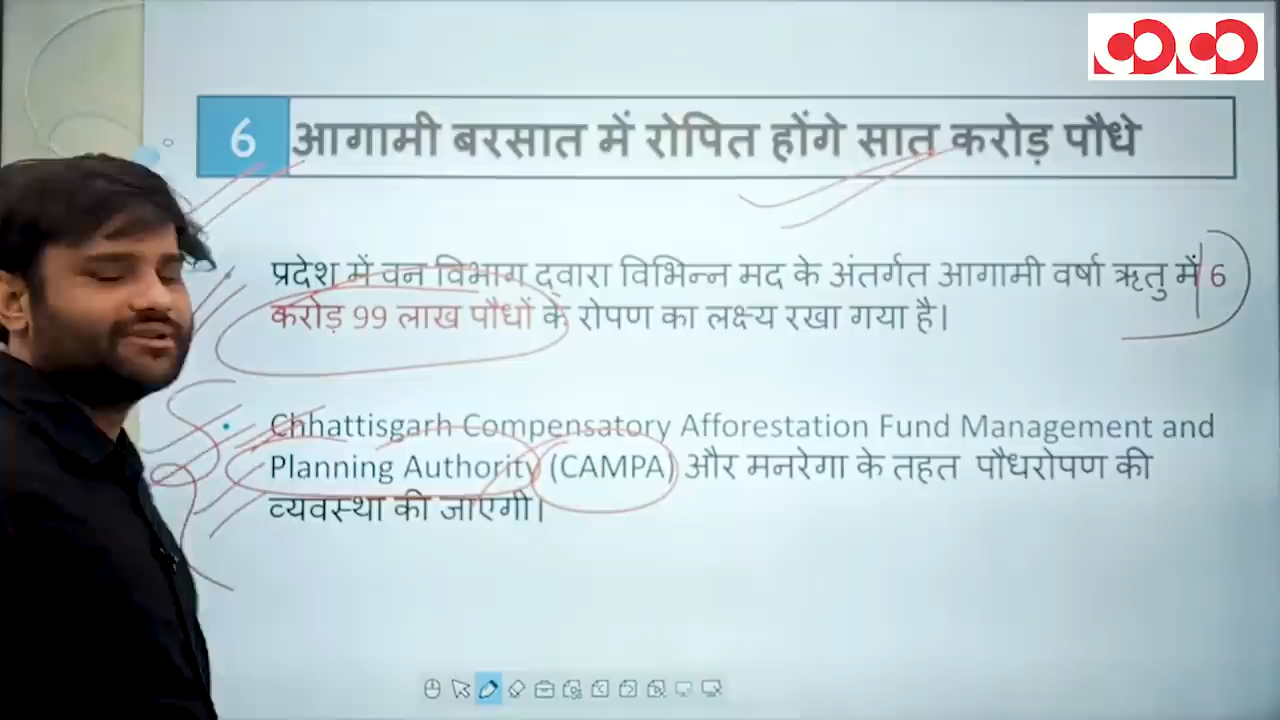 6 आगामी बरसात में रोपित होंगे सात करोड़ पौधे
प्रदेश में वन विभाग द्वारा विभिन्न मद के अंतर्गत आगामी वर्षा ऋतु में 6
करोड़ 99 लाख पौधों के रोपण का लक्ष्य रखा गया है।
Chhattisgarh Compensatory Afforestation Fund Management and
Planning Authority (CAMPA) और मनरेगा के तहत पौधरोपण की
व्यवस्था की जाएगी।